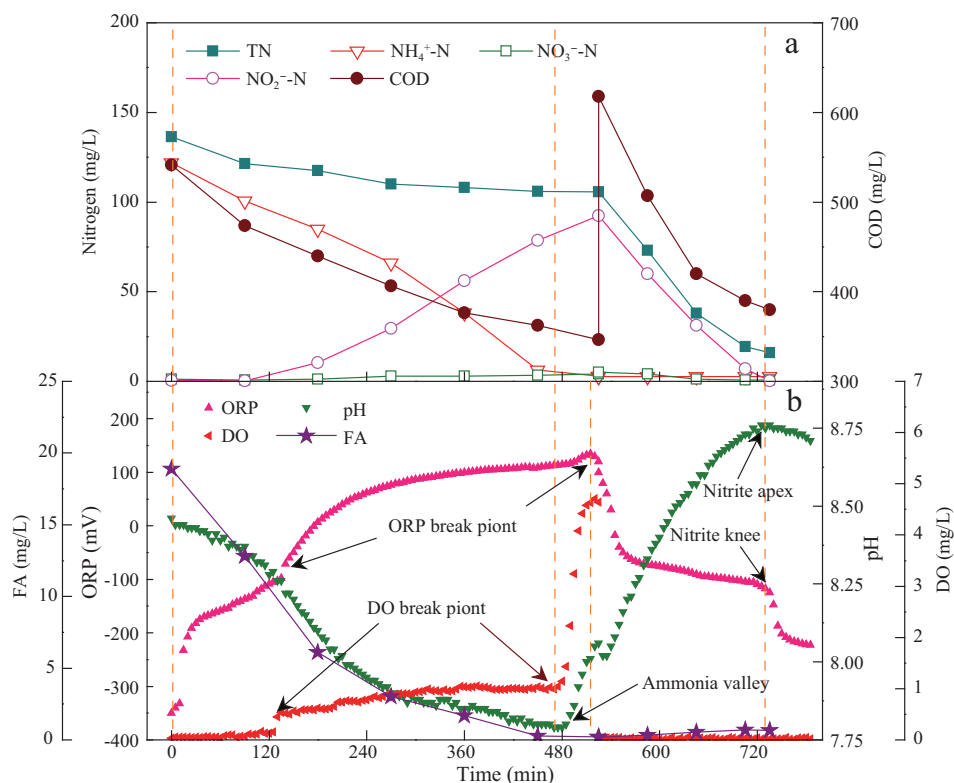 200
700
a
TN
NH₄⁺-N
NO₃⁻-N
NO₂⁻-N
COD
150
600
100
500
50
400
0
300
Nitrogen (mg/L)
COD (mg/L)
25
200
8.75
7
b
ORP
pH
DO
FA
20
100
6
Nitrite apex
15
0
8.50
5
ORP break piont
Nitrite knee
4
10
-100
8.25
3
DO break piont
-200
2
5
8.00
-300
Ammonia valley
1
0
-400
7.75
0
FA (mg/L)
ORP (mV)
pH
DO (mg/L)
0 120 240 360 480 600 720
Time (min)